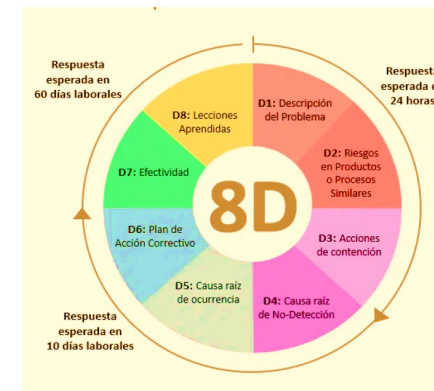 Respuesta
esperada en
60 días laborales
esperada
24 horas
D8: Lecciones
Aprendidas
D1: Descripción
del Problema
D7: Efectividad
D2: Riesgos
en Productos
o Procesos
Similares
8D
D6: Plan de
Acción Correctivo
D3: Acciones
de contención
D5: Causa raíz
de ocurrencia
D4: Causa raíz
de No-Detección
Respuesta
esperada en
10 días laborales